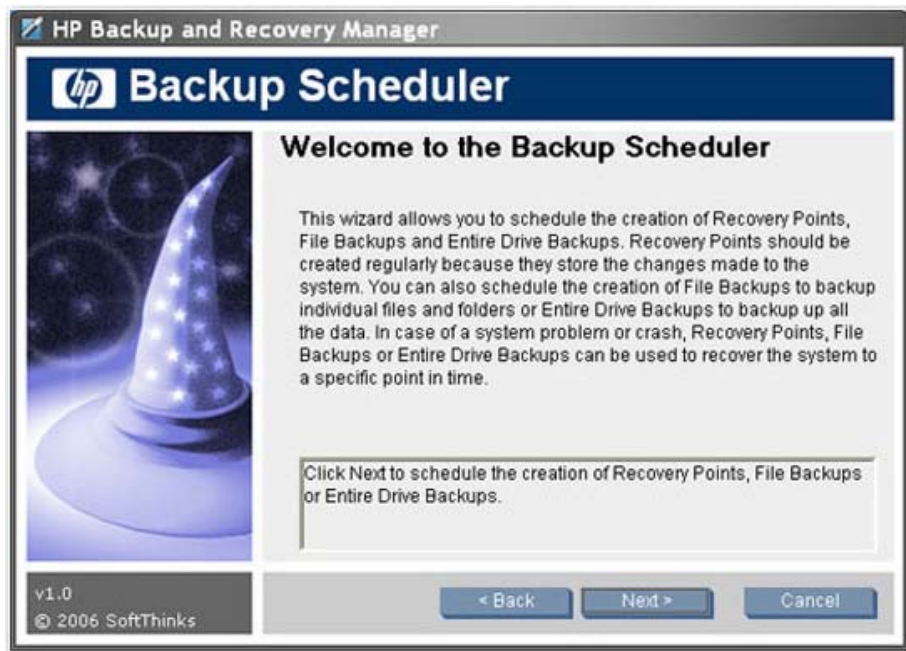 HP Backup and Recovery Manager
hp Backup Scheduler
Welcome to the Backup Scheduler
This wizard allows you to schedule the creation of Recovery Points,
File Backups and Entire Drive Backups. Recovery Points should be
created regularly because they store the changes made to the
system. You can also schedule the creation of File Backups to backup
individual files and folders or Entire Drive Backups to backup up all
the data. In case of a system problem or crash, Recovery Points, File
Backups or Entire Drive Backups can be used to recover the system to
a specific point in time.
Click Next to schedule the creation of Recovery Points, File Backups
or Entire Drive Backups.
v1.0
© 2006 SoftThinks
< Back
Next >
Cancel